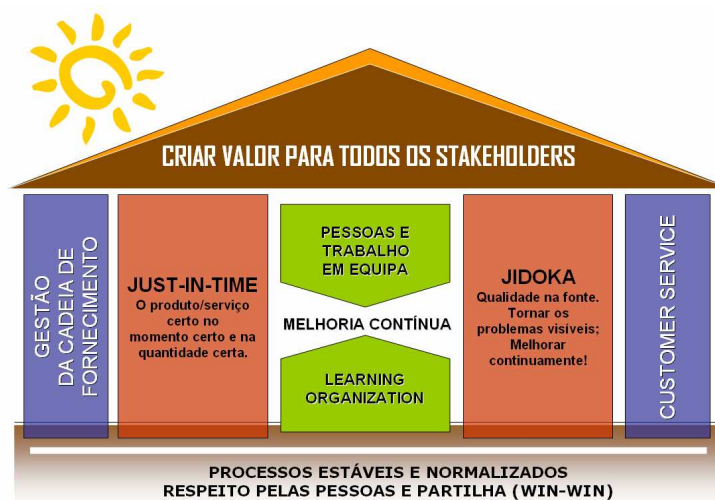 CRIAR VALOR PARA TODOS OS STAKEHOLDERS
GESTÃO
DA CADEIA DE
FORNECIMENTO
JUST-IN-TIME
O produto/serviço
certo no
momento certo e na
quantidade certa.
PESSOAS E
TRABALHO
EM EQUIPA
MELHORIA CONTÍNUA
LEARNING
ORGANIZATION
JIDOKA
Qualidade na fonte.
Tornar os
problemas visíveis;
Melhorar
continuamente!
CUSTOMER SERVICE
PROCESSOS ESTÁVEIS E NORMALIZADOS
RESPEITO PELAS PESSOAS E PARTILHA (WIN-WIN)